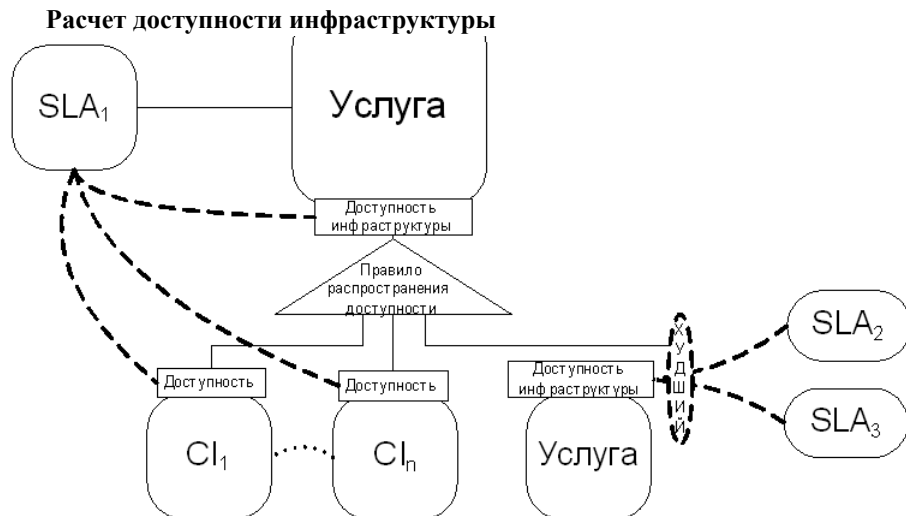 Расчет доступности инфраструктуры
SLA1
Услуга
Доступность
инфраструктуры
Правило
распространения
доступности
ХУДШИЙ
SLA2
Доступность
Доступность
Доступность
инфраструктуры
SLA3
CI1
CIn
Услуга